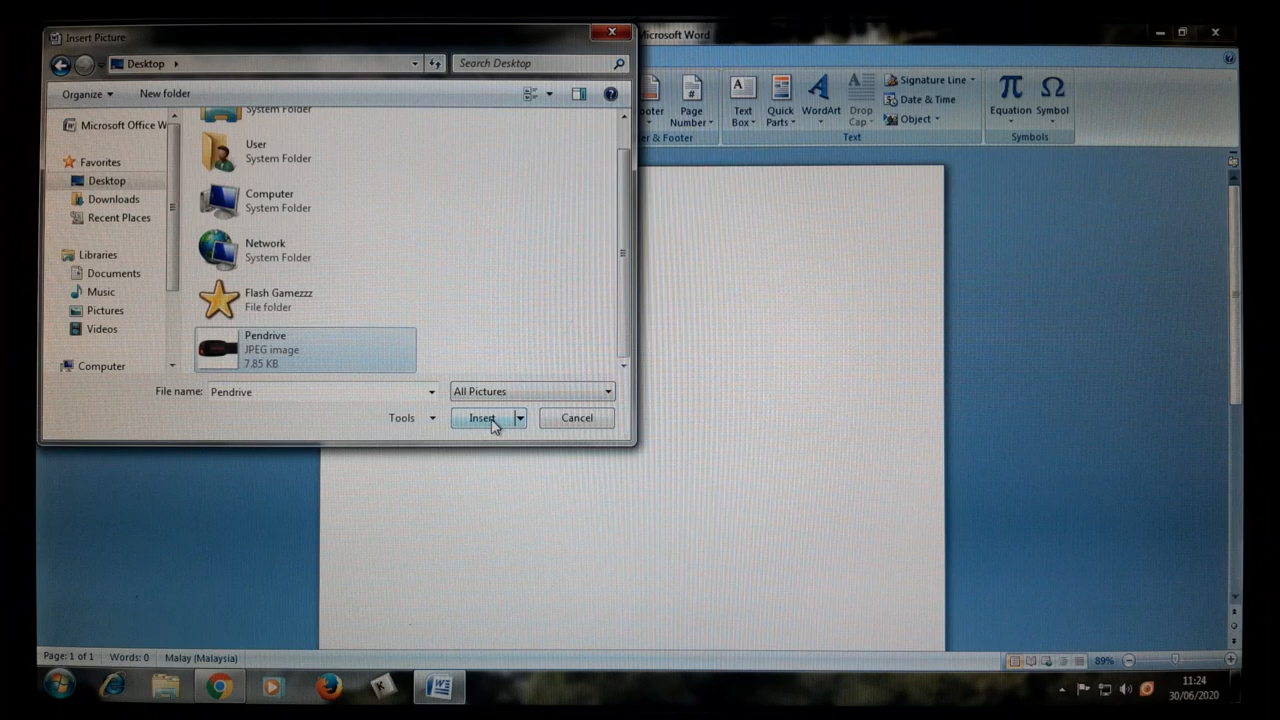 Insert Picture
Microsoft Word
Desktop
Search Desktop
Organize
New folder
Signature Line
Date & Time
Object
Page
Number
Text
Box
Quick
Parts
WordArt
Drop
Cap
Equation
Symbol
Text
Symbols
Microsoft Office W
Favorites
Desktop
Downloads
Recent Places
Libraries
Documents
Music
Pictures
Videos
Computer
System Folder
User
System Folder
Computer
System Folder
Network
System Folder
Flash Gamezzz
File folder
Pendrive
JPEG image
7.85 KB
File name: Pendrive
All Pictures
Tools
Insert
Cancel
Page: 1 of 1
Words: 0
Malay (Malaysia)
89%
11:24
30/06/2020